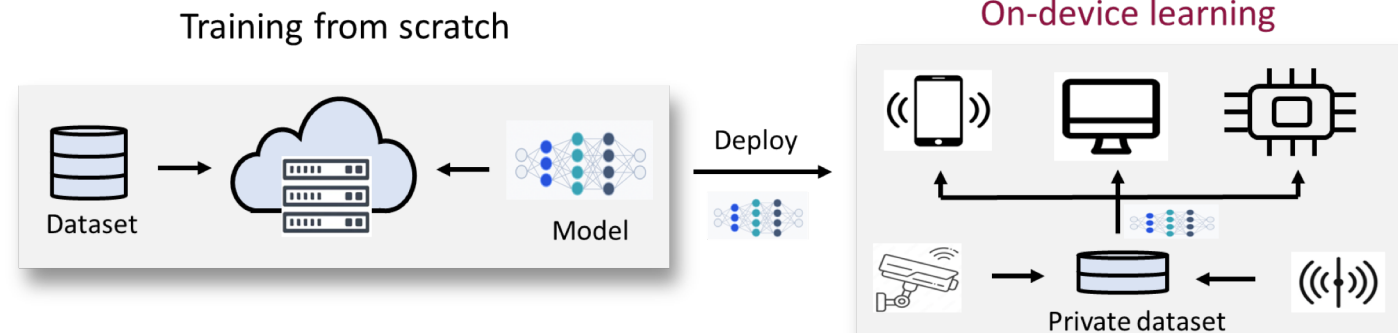 Training from scratch
On-device learning
Dataset
Model
Deploy
Private dataset